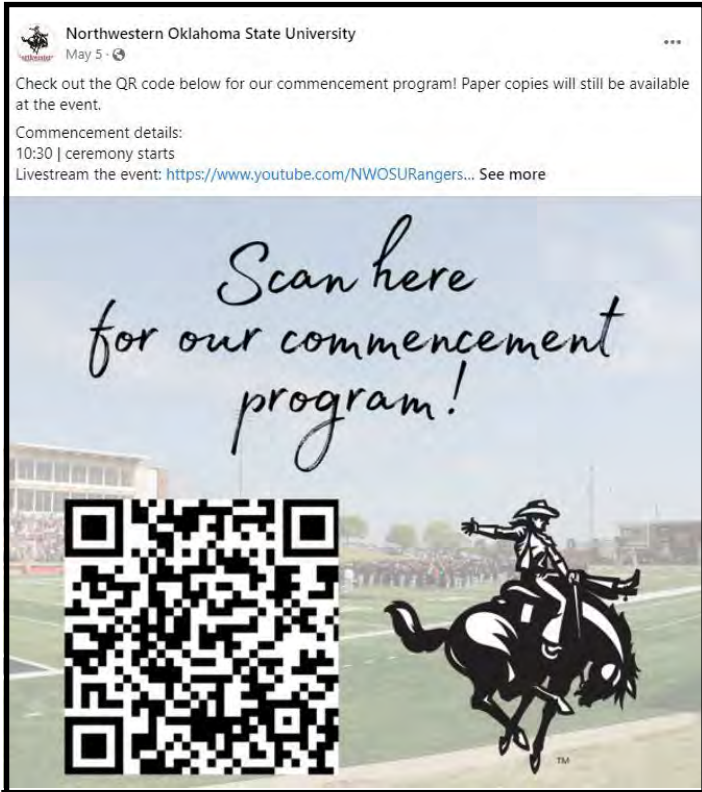 Northwestern Oklahoma State University
May 5 ·
Check out the QR code below for our commencement program! Paper copies will still be available
at the event.
Commencement details:
10:30 | ceremony starts
Livestream the event: https://www.youtube.com/NWOSURangers... See more
Scan here
for our commencement
program!
TM